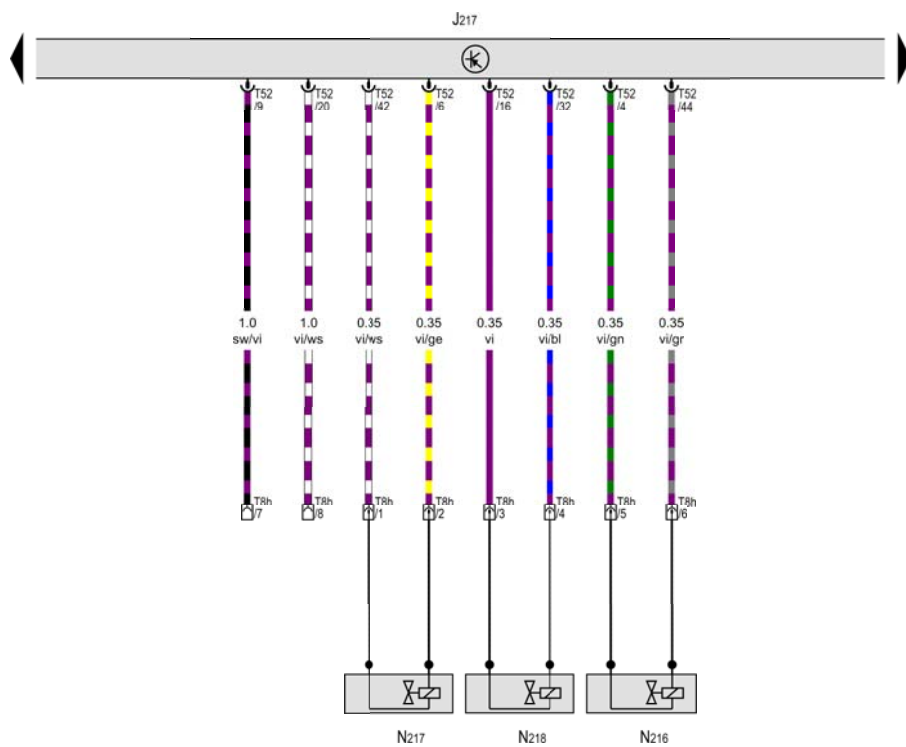 J217
T52 T52 T52 T52 T52 T52 T52 T52
/9 /20 /42 /6 /16 /32 /4 /44
1.0 1.0 0.35 0.35 0.35 0.35 0.35 0.35
sw/vi vi/ws vi/ws vi/ge vi vi/bl vi/gn vi/gr
T8h T8h T8h T8h T8h T8h T8h T8h
/7 /8 /1 /2 /3 /4 /5 /6
N217 N218 N216